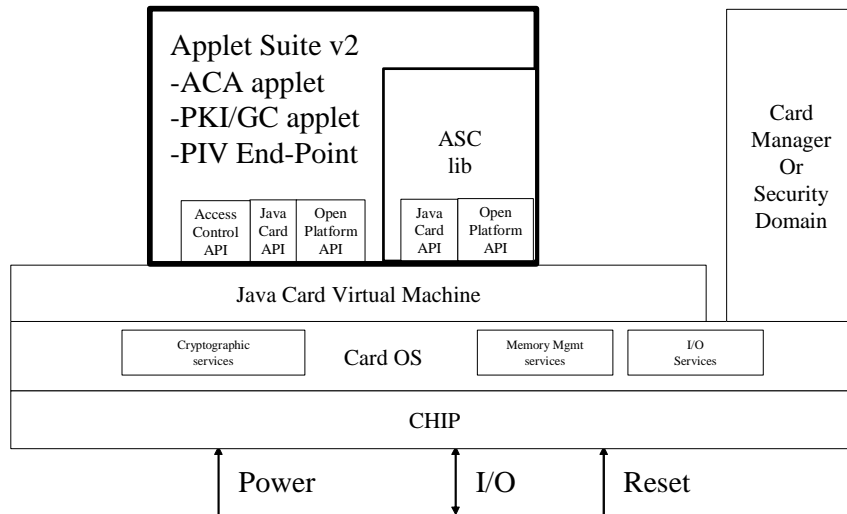 Applet Suite v2
-ACA applet
-PKI/GC applet
-PIV End-Point
ASC
lib
Card
Manager
Or
Security
Domain
Access
Control
API
Java
Card
API
Open
Platform
API
Java
Card
API
Open
Platform
API
Java Card Virtual Machine
Cryptographic
services
Card OS
Memory Mgmt
services
I/O
Services
CHIP
Power
I/O
Reset